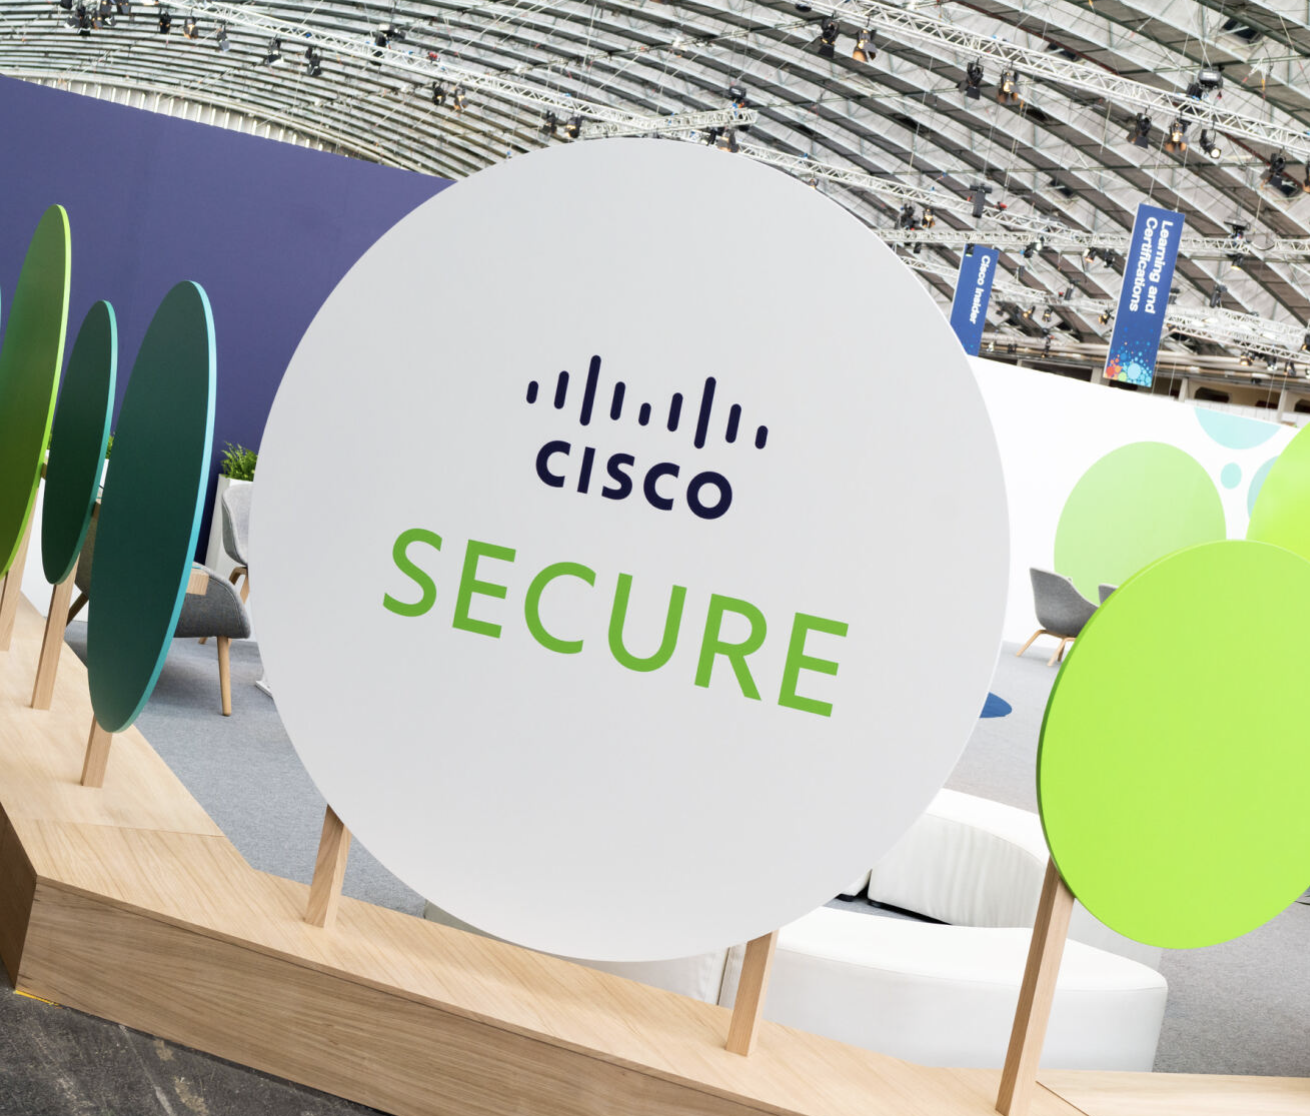 CISCO
SECURE
Cisco Insider
Learning and
Certifications